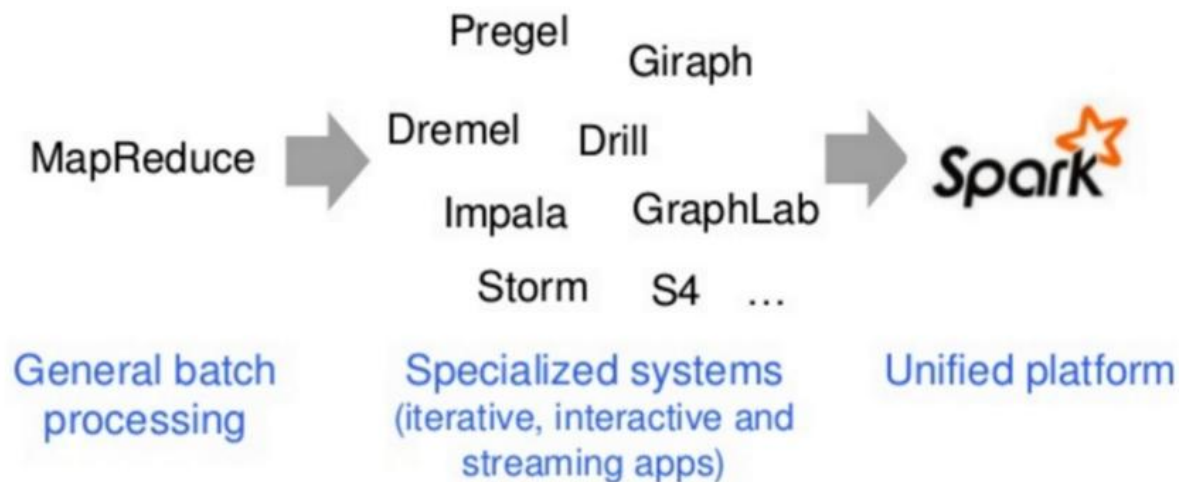 Pregel
Giraph
MapReduce
Dremel
Drill
Spark
Impala
GraphLab
Storm
S4
...
General batch
processing
Specialized systems
(iterative, interactive and
streaming apps)
Unified platform